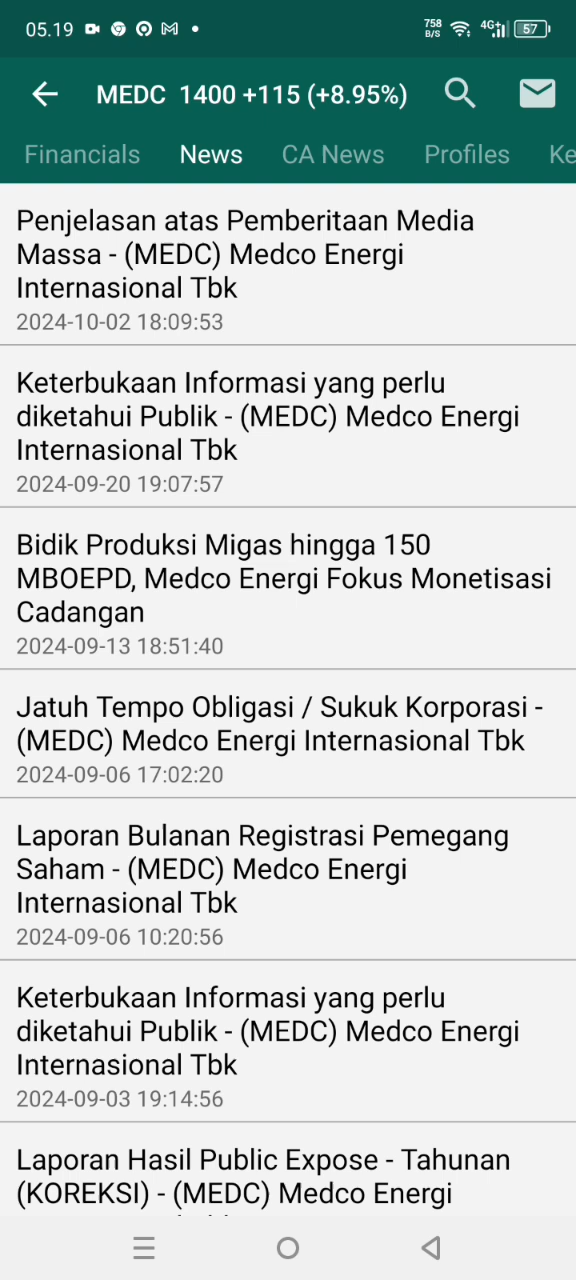 05.19
758 B/S 4G+ 57
MEDC 1400 +115 (+8.95%)
Financials News CA News Profiles Ke
Penjelasan atas Pemberitaan Media
Massa - (MEDC) Medco Energi
Internasional Tbk
2024-10-02 18:09:53
Keterbukaan Informasi yang perlu
diketahui Publik - (MEDC) Medco Energi
Internasional Tbk
2024-09-20 19:07:57
Bidik Produksi Migas hingga 150
MBOEPD, Medco Energi Fokus Monetisasi
Cadangan
2024-09-13 18:51:40
Jatuh Tempo Obligasi / Sukuk Korporasi -
(MEDC) Medco Energi Internasional Tbk
2024-09-06 17:02:20
Laporan Bulanan Registrasi Pemegang
Saham - (MEDC) Medco Energi
Internasional Tbk
2024-09-06 10:20:56
Keterbukaan Informasi yang perlu
diketahui Publik - (MEDC) Medco Energi
Internasional Tbk
2024-09-03 19:14:56
Laporan Hasil Public Expose - Tahunan
(KOREKSI) - (MEDC) Medco Energi